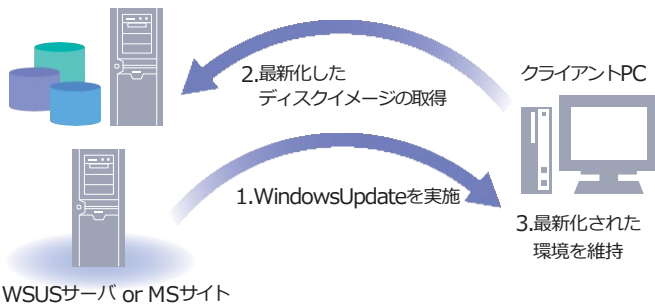 2.最新化した
ディスクイメージの取得
クライアントPC
1.WindowsUpdateを実施
3.最新化された
環境を維持
WSUSサーバ or MSサイト